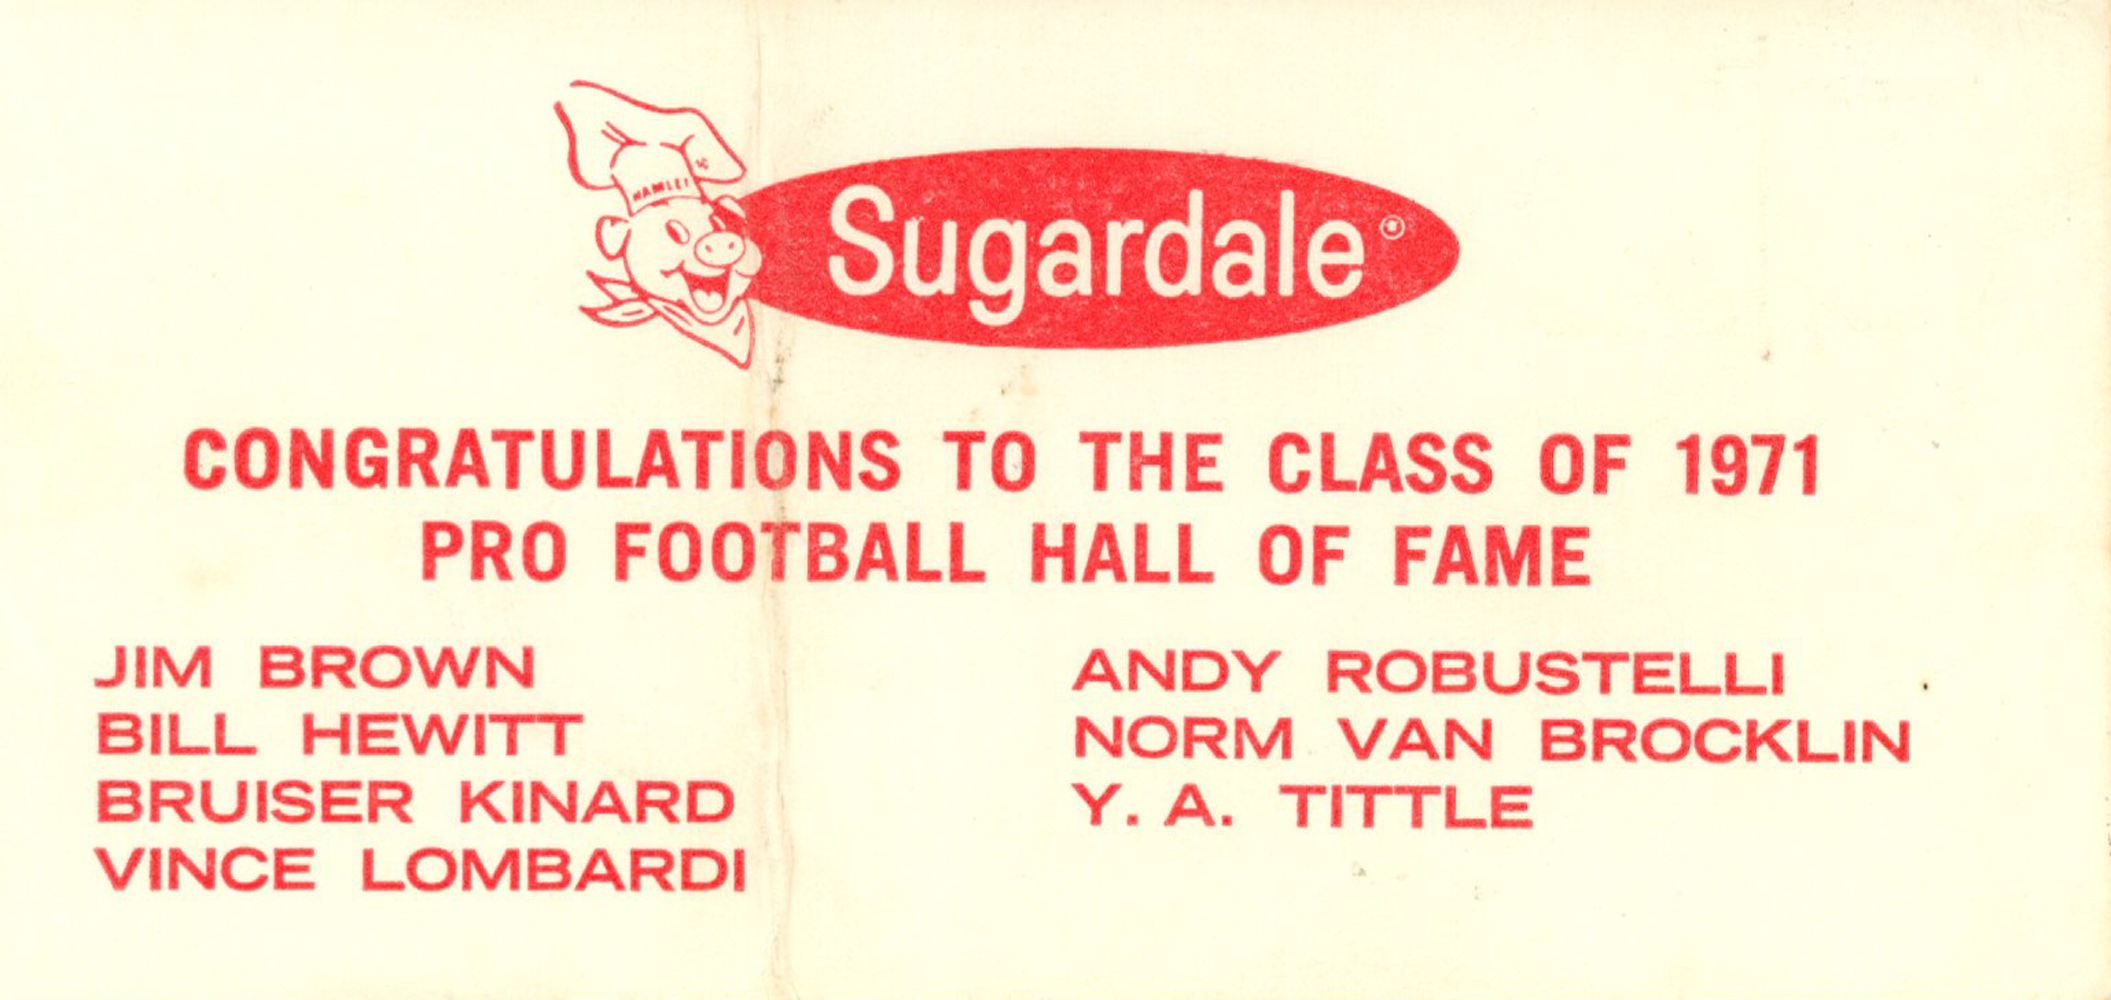 HAMLET
Sugardale®
CONGRATULATIONS TO THE CLASS OF 1971
PRO FOOTBALL HALL OF FAME
JIM BROWN
BILL HEWITT
BRUISER KINARD
VINCE LOMBARDI
ANDY ROBUSTELLI
NORM VAN BROCKLIN
Y. A. TITTLE